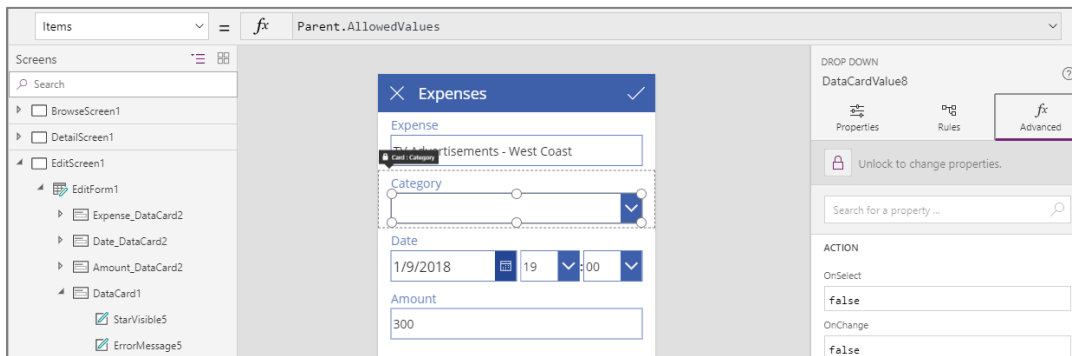 Items = fx Parent.AllowedValues
Screens
Search
BrowseScreen1
DetailScreen1
EditScreen1
EditForm1
Expense_DataCard2
Date_DataCard2
Amount_DataCard2
DataCard1
StarVisible5
ErrorMessage5
Expenses
Expense
TV Advertisements - West Coast
Card : Category
Category
Date
1/9/2018 19 : 00
Amount
300
DROP DOWN
DataCardValue8
Properties Rules fx Advanced
Unlock to change properties.
Search for a property ...
ACTION
OnSelect
false
OnChange
false